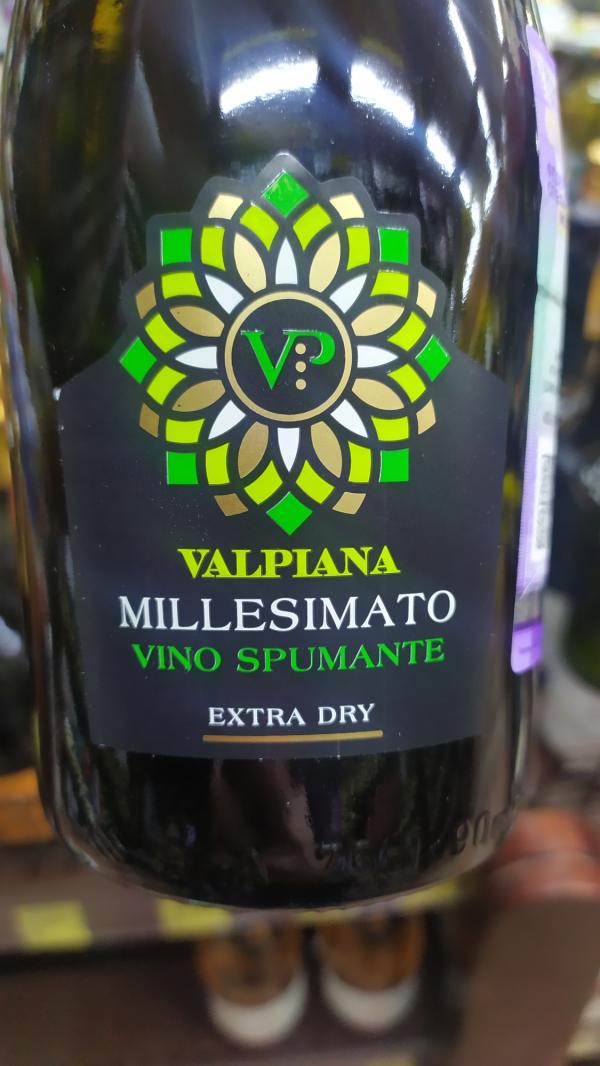 VP
VALPIANA
MILLESIMATO
VINO SPUMANTE
EXTRA DRY